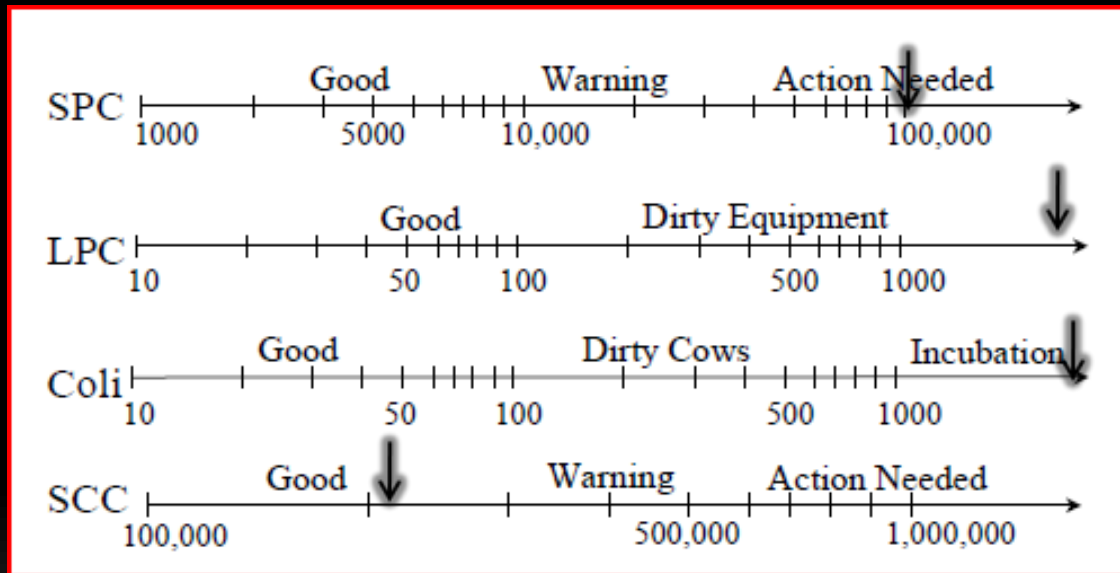 Good Warning Action Needed
SPC
1000 5000 10,000 100,000
Good Dirty Equipment
LPC
10 50 100 500 1000
Good Dirty Cows Incubation
Coli
10 50 100 500 1000
Good Warning Action Needed
SCC
100,000 500,000 1,000,000